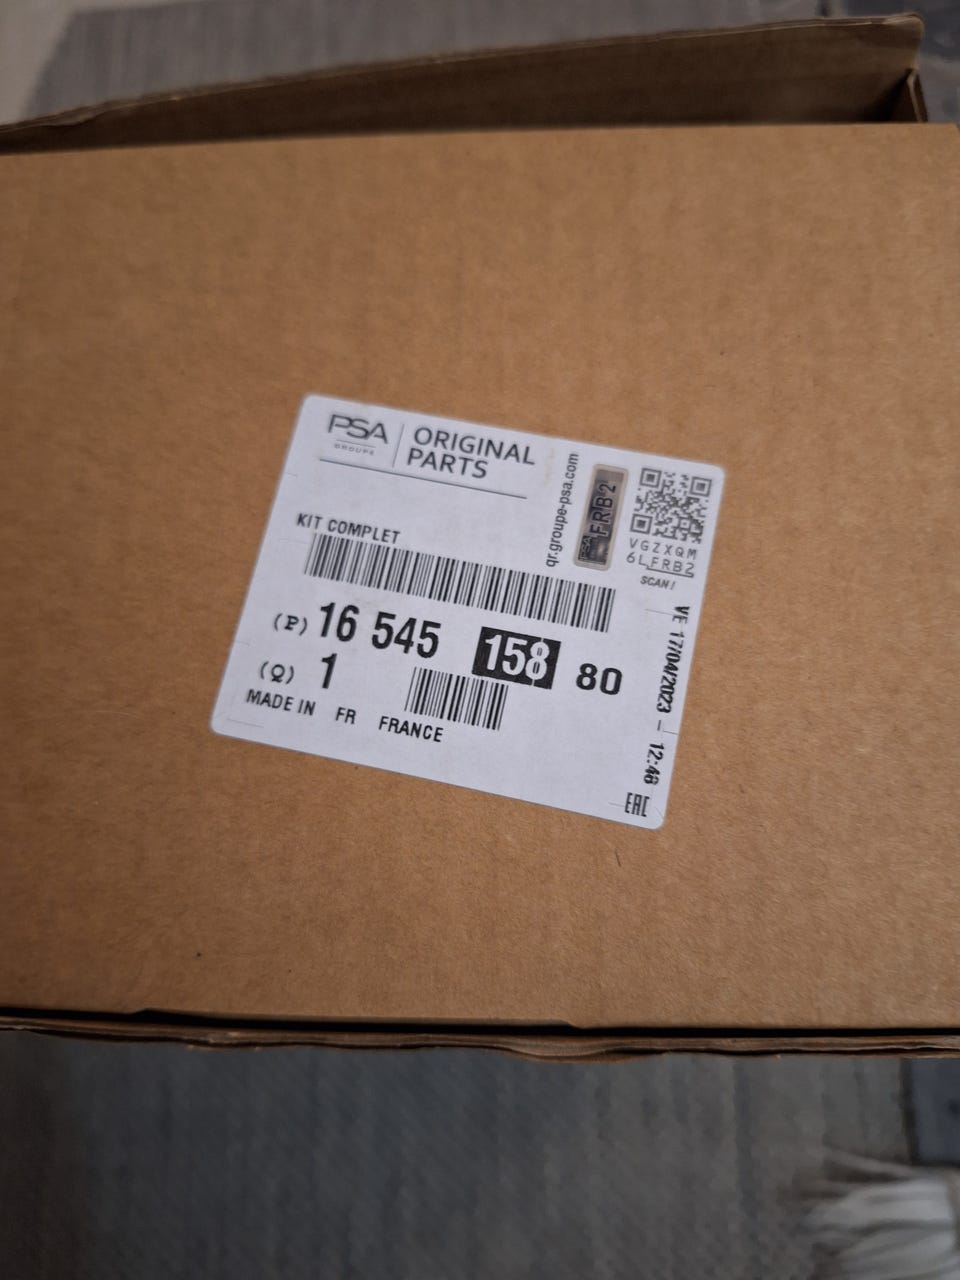 PSA
GROUPE
ORIGINAL
PARTS
qr.groupe-psa.com
PSA FRB2
VGZXQM
6LFRB2
SCAN!
KIT COMPLET
(P) 16 545 158 80
(Q) 1
MADE IN FR FRANCE
VE 17/04/2023 - 12:46
EAC